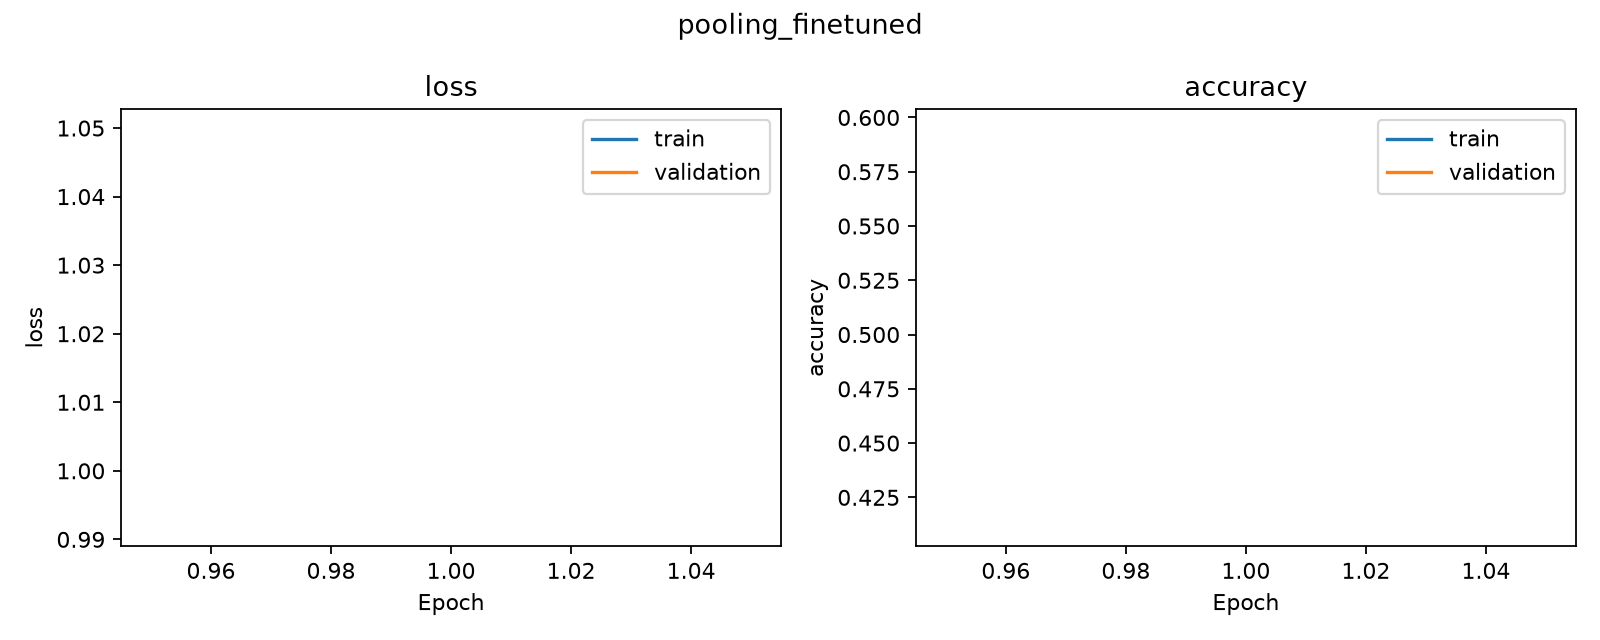 pooling_finetuned
loss
1.05
1.04
1.03
1.02
1.01
1.00
0.99
loss
train
validation
0.96 0.98 1.00 1.02 1.04
Epoch
accuracy
0.600
0.575
0.550
0.525
0.500
0.475
0.450
0.425
accuracy
train
validation
0.96 0.98 1.00 1.02 1.04
Epoch